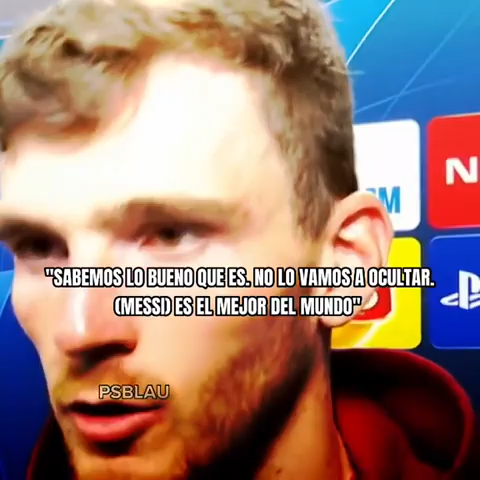 "SABEMOS LO BUENO QUE ES. NO LO VAMOS A OCULTAR.
(MESSI) ES EL MEJOR DEL MUNDO"
PSBLAU